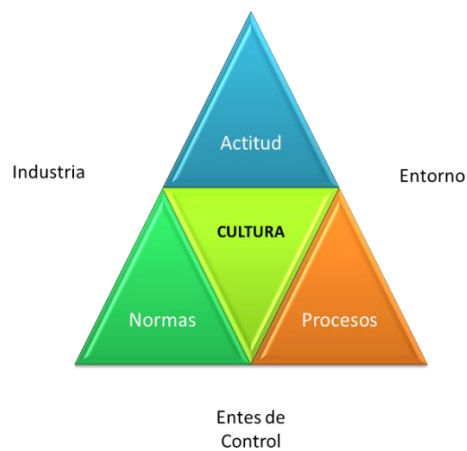 Actitud
Industria
Entorno
CULTURA
Normas
Procesos
Entes de
Control